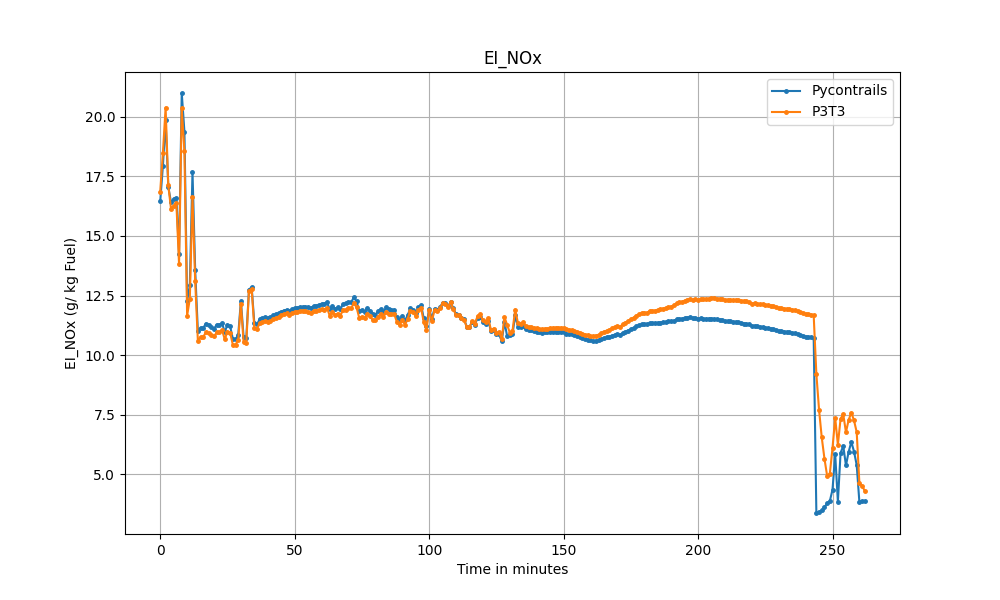 EI_NOx
Pycontrails
P3T3
20.0
17.5
15.0
12.5
10.0
7.5
5.0
EI_NOx (g/ kg Fuel)
0 50 100 150 200 250
Time in minutes